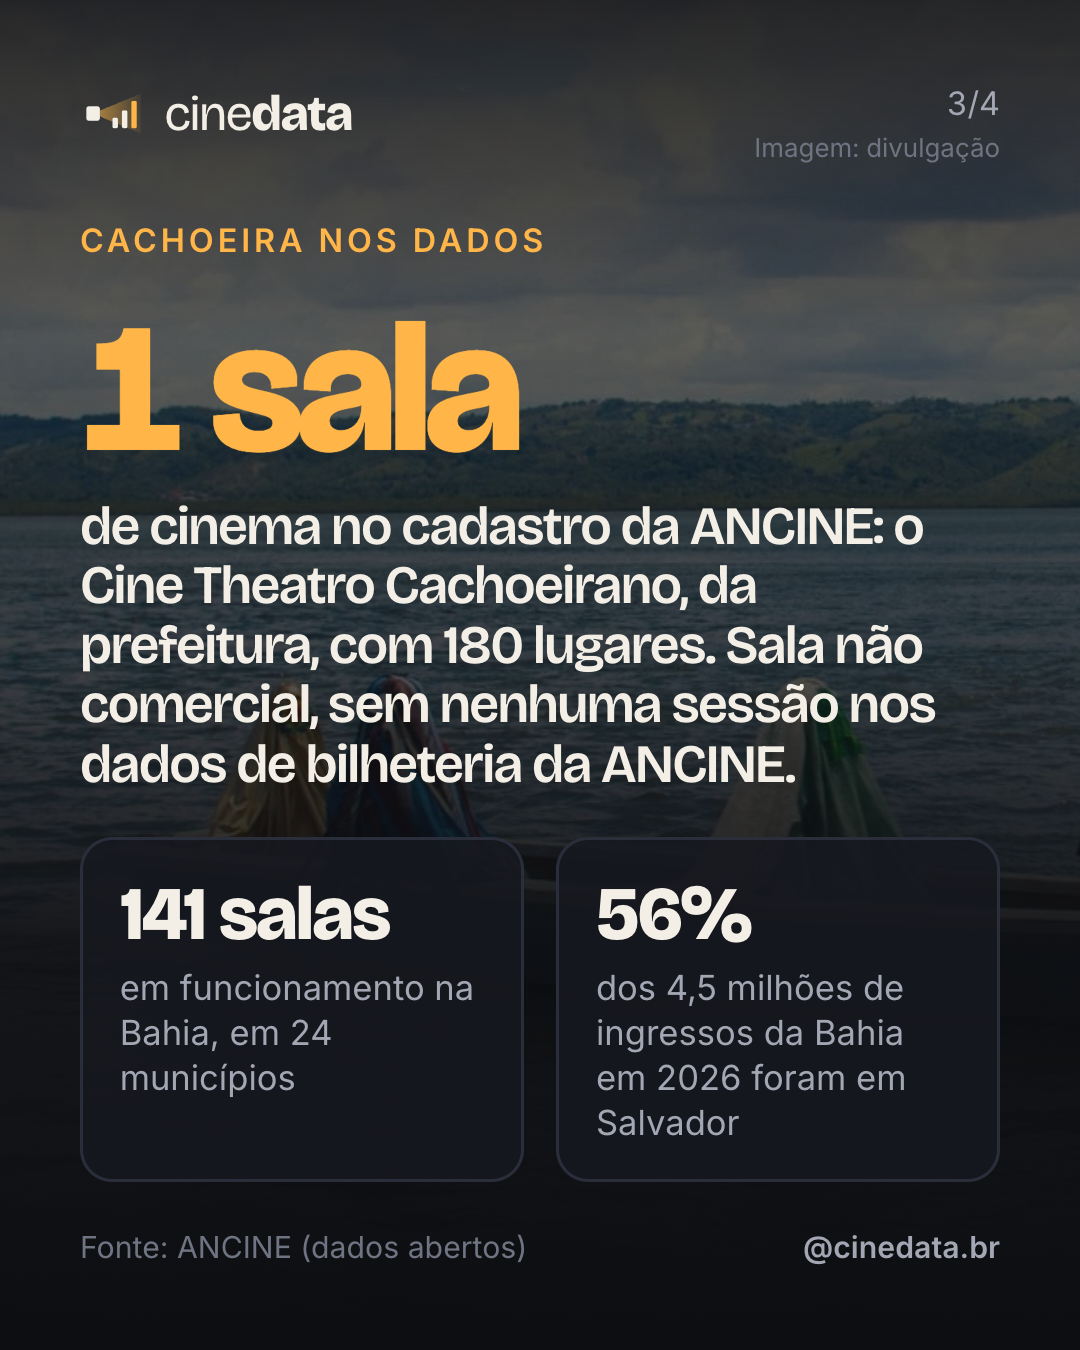 cinedata
3/4
Imagem: divulgação
CACHOEIRA NOS DADOS
1 sala
de cinema no cadastro da ANCINE: o
Cine Theatro Cachoeirano, da
prefeitura, com 180 lugares. Sala não
comercial, sem nenhuma sessão nos
dados de bilheteria da ANCINE.
141 salas
em funcionamento na
Bahia, em 24
municípios
56%
dos 4,5 milhões de
ingressos da Bahia
em 2026 foram em
Salvador
Fonte: ANCINE (dados abertos)
@cinedata.br